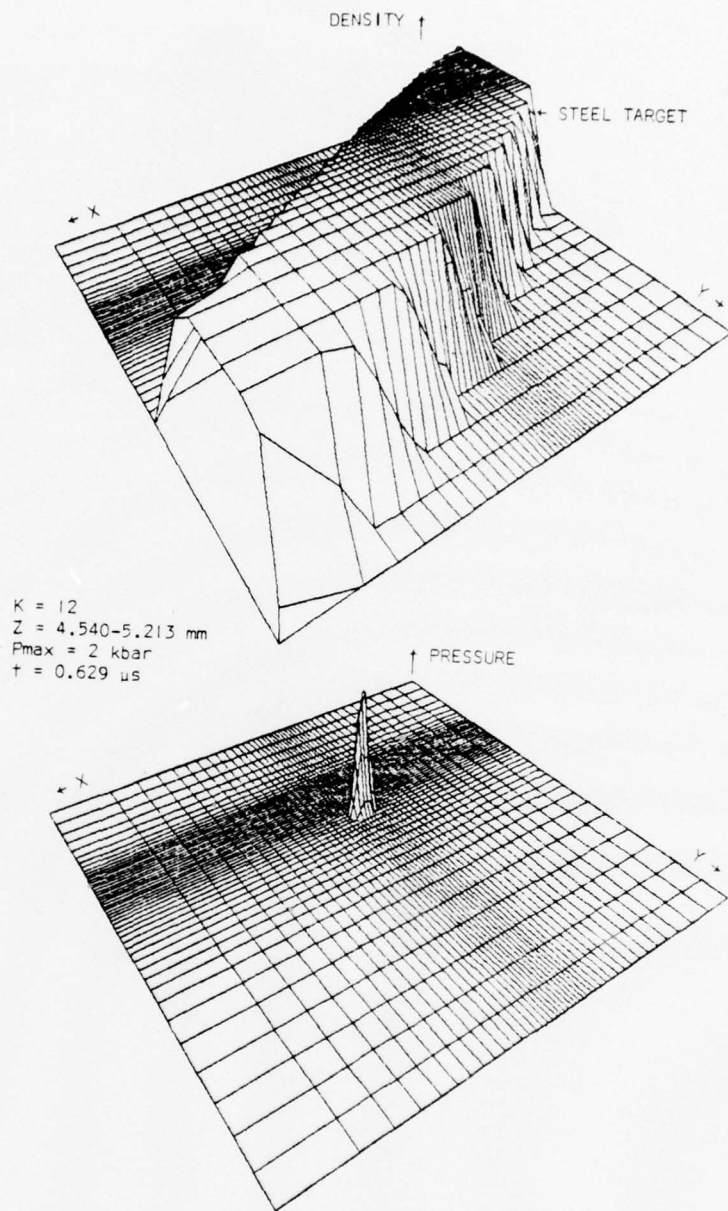 DENSITY ↑
← STEEL TARGET
← X
Y →
K = 12
Z = 4.540-5.213 mm
Pmax = 2 kbar
t = 0.629 µs
↑ PRESSURE
← X
Y →